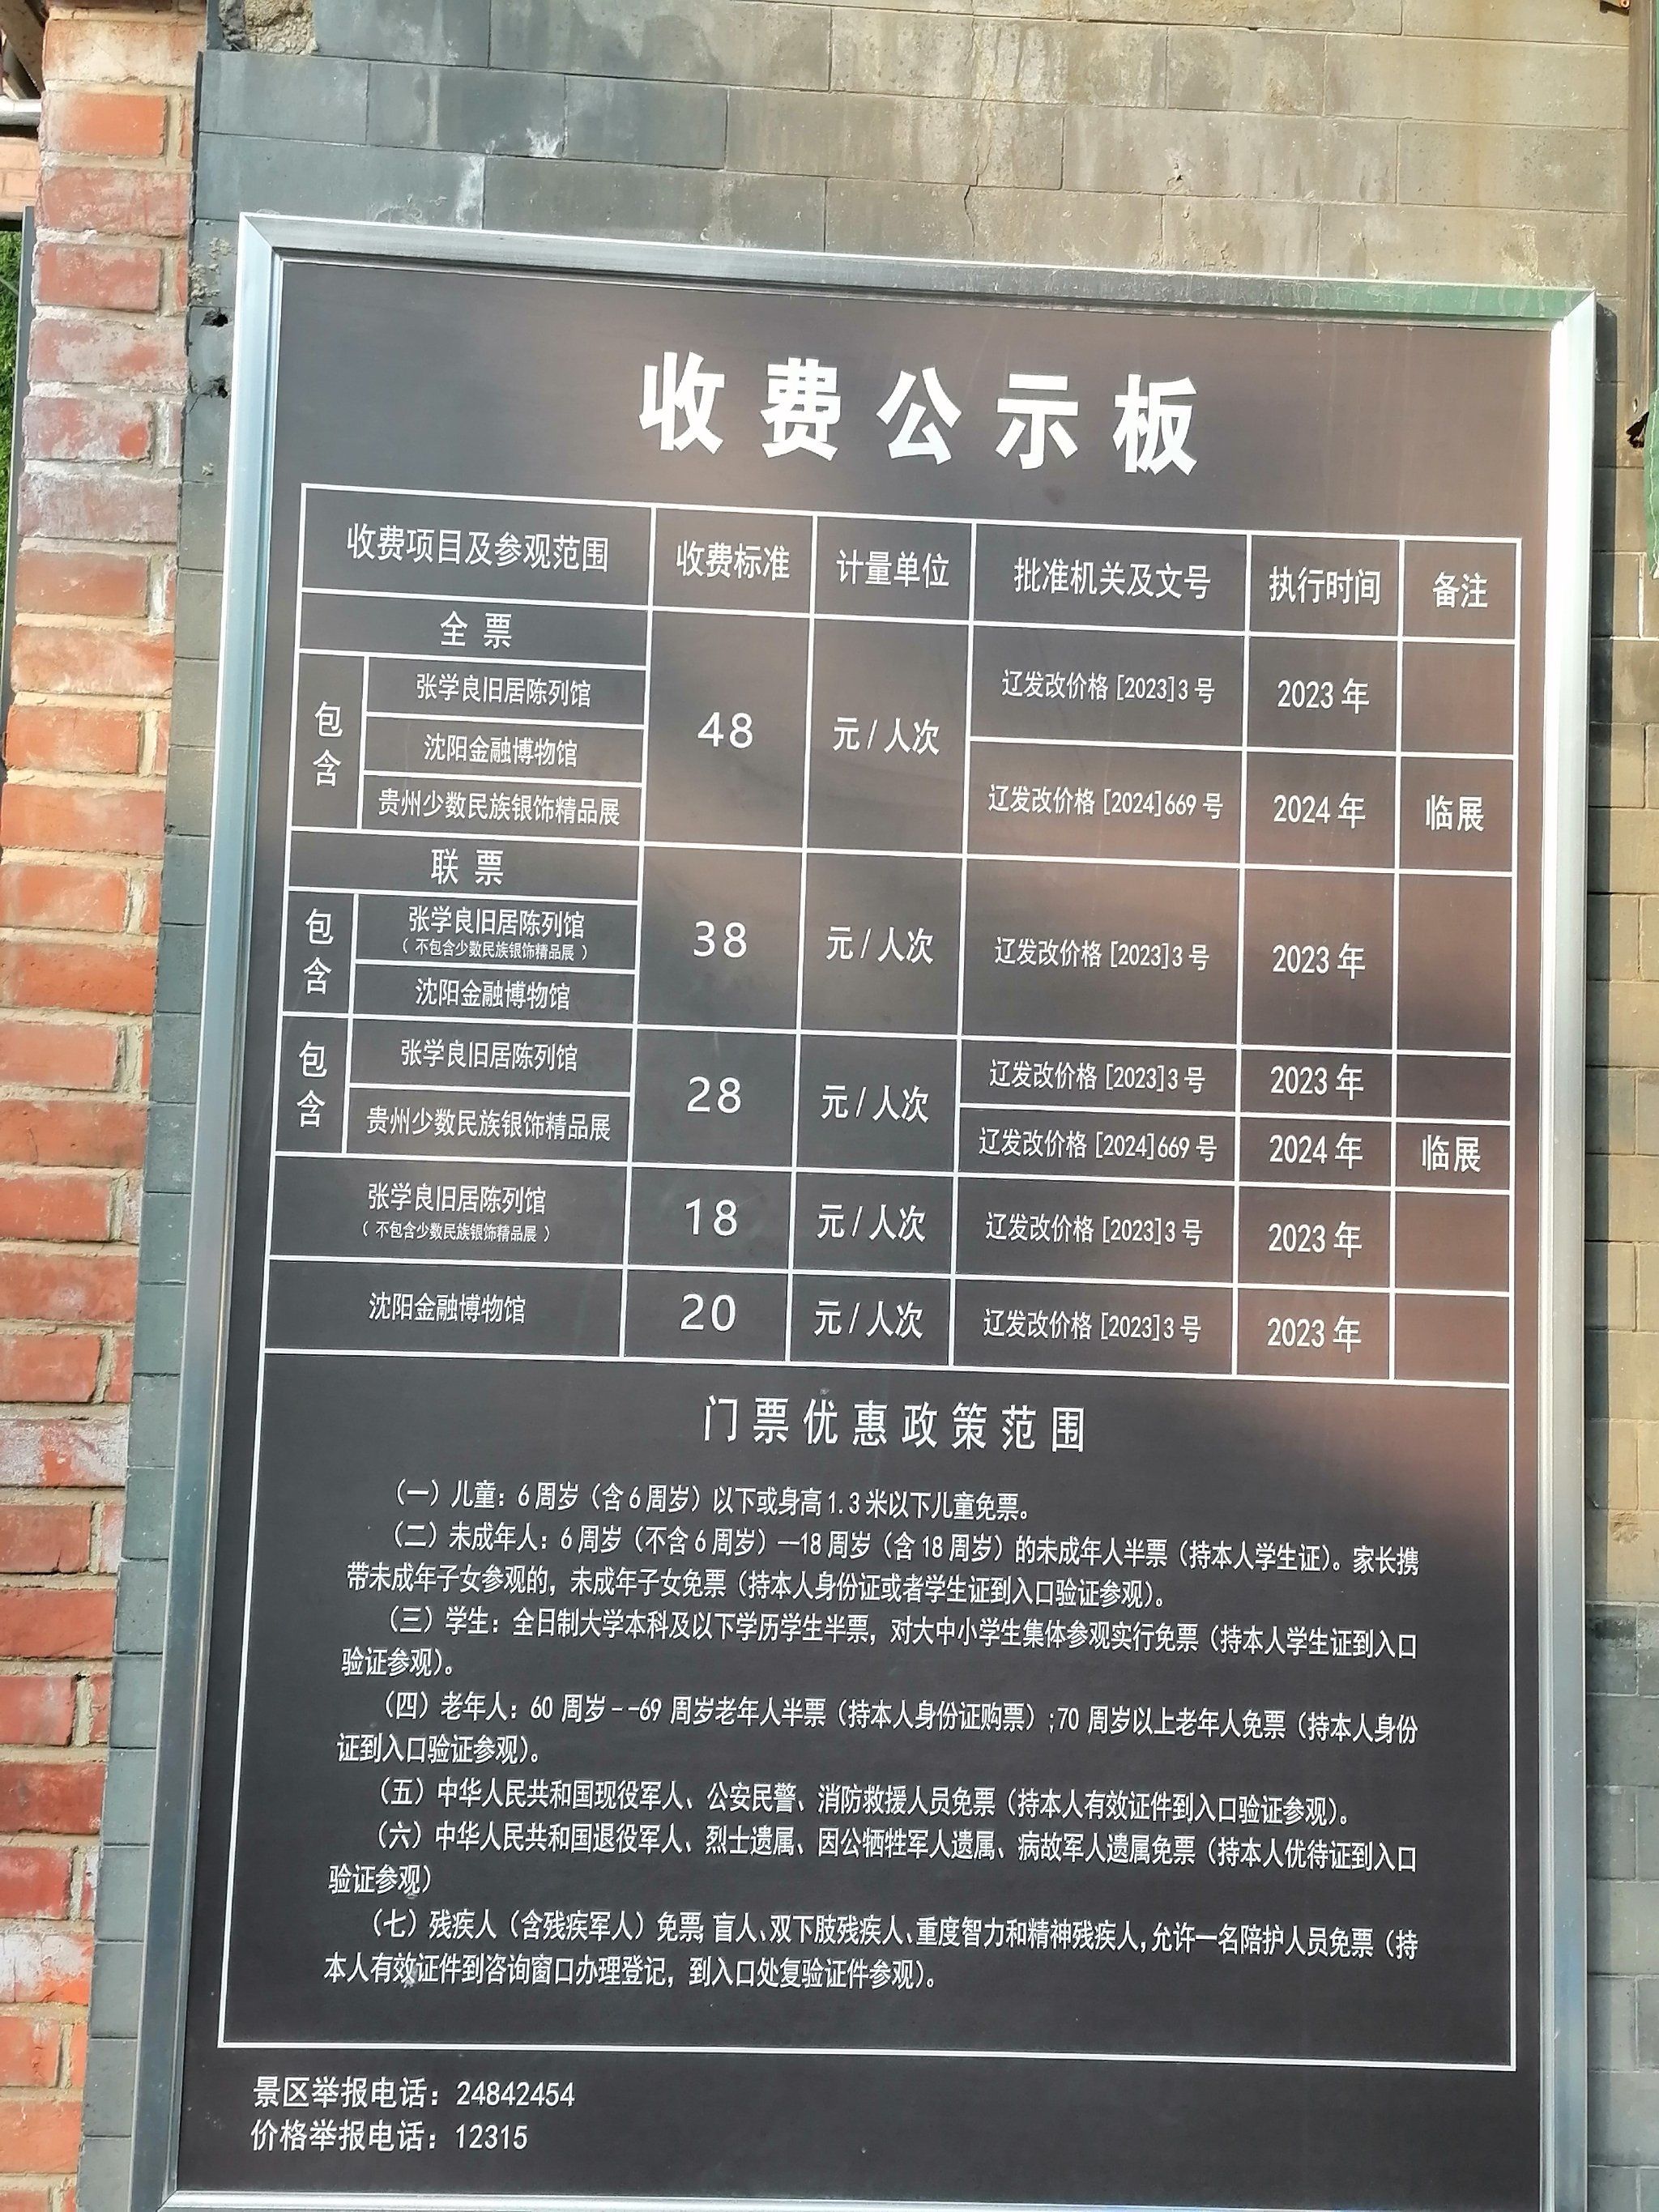 收费公示板
收费项目及参观范围 收费标准 计量单位 批准机关及文号 执行时间 备注
全票
包含
张学良旧居陈列馆
沈阳金融博物馆
贵州少数民族银饰精品展
48 元/人次
辽发改价格[2023]3号 2023年
辽发改价格[2024]669号 2024年 临展
联票
包含
张学良旧居陈列馆
(不包含少数民族银饰精品展)
沈阳金融博物馆
38 元/人次 辽发改价格[2023]3号 2023年
包含
张学良旧居陈列馆
贵州少数民族银饰精品展
28 元/人次
辽发改价格[2023]3号 2023年
辽发改价格[2024]669号 2024年 临展
张学良旧居陈列馆
(不包含少数民族银饰精品展)
18 元/人次 辽发改价格[2023]3号 2023年
沈阳金融博物馆 20 元/人次 辽发改价格[2023]3号 2023年
门票优惠政策范围
(一)儿童:6周岁(含6周岁)以下或身高1.3米以下儿童免票。
(二)未成年人:6周岁(不含6周岁)—18周岁(含18周岁)的未成年人半票(持本人学生证)。家长携
带未成年子女参观的,未成年子女免票(持本人身份证或者学生证到入口验证参观)。
(三)学生:全日制大学本科及以下学历学生半票,对大中小学生集体参观实行免票(持本人学生证到入口
验证参观)。
(四)老年人:60周岁--69周岁老年人半票(持本人身份证购票);70周岁以上老年人免票(持本人身份
证到入口验证参观)。
(五)中华人民共和国现役军人、公安民警、消防救援人员免票(持本人有效证件到入口验证参观)。
(六)中华人民共和国退役军人、烈士遗属、因公牺牲军人遗属、病故军人遗属免票(持本人优待证到入口
验证参观)
(七)残疾人(含残疾军人)免票,盲人、双下肢残疾人、重度智力和精神残疾人,允许一名陪护人员免票(持
本人有效证件到咨询窗口办理登记,到入口处复验证件参观)。
景区举报电话:24842454
价格举报电话:12315